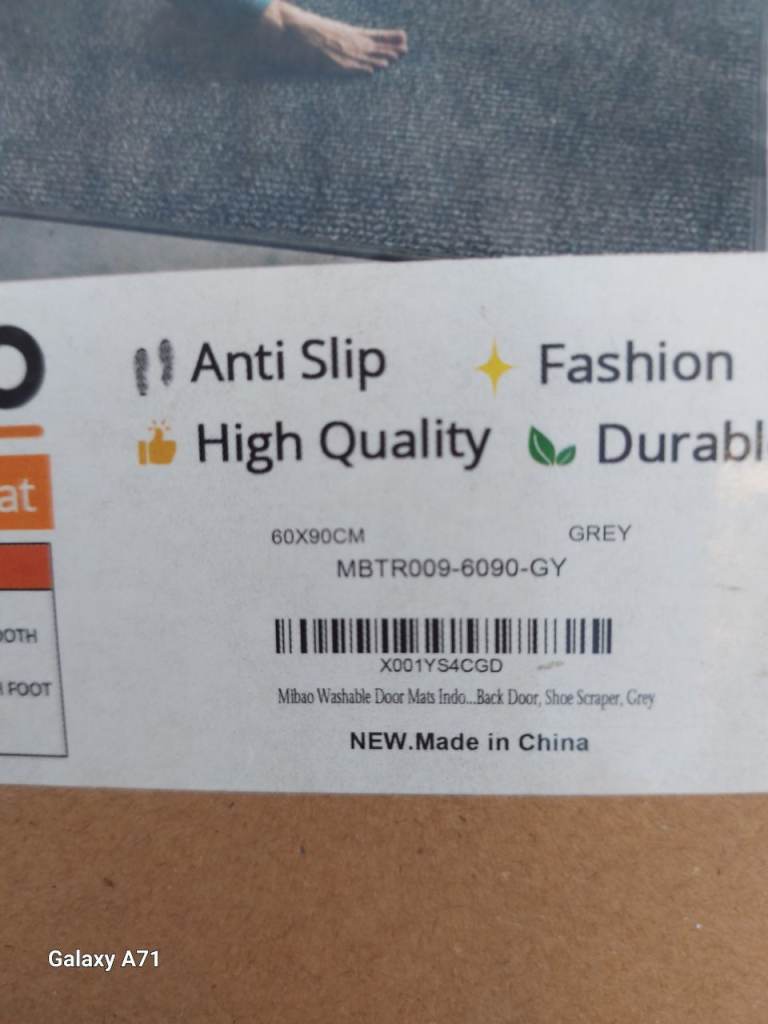 o
Anti Slip Fashion
High Quality Durabl
at
60X90CM GREY
MBTR009-6090-GY
X001YS4CGD
OOTH
FOOT
Mibao Washable Door Mats Indo...Back Door, Shoe Scraper, Grey
NEW.Made in China
Galaxy A71